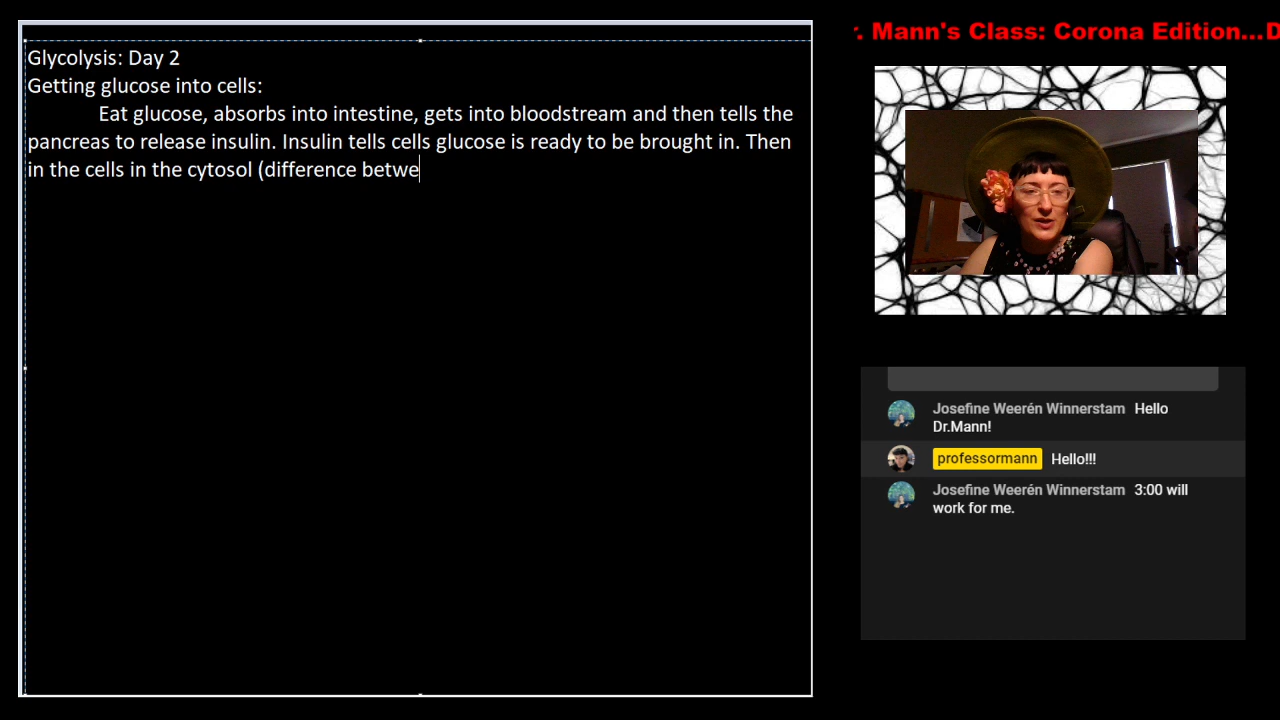 Glycolysis: Day 2
Getting glucose into cells:
Eat glucose, absorbs into intestine, gets into bloodstream and then tells the
pancreas to release insulin. Insulin tells cells glucose is ready to be brought in. Then
in the cells in the cytosol (difference betwe
. Mann's Class: Corona Edition...D
Josefine Weerén Winnerstam Hello
Dr.Mann!
professormann Hello!!!
Josefine Weerén Winnerstam 3:00 will
work for me.